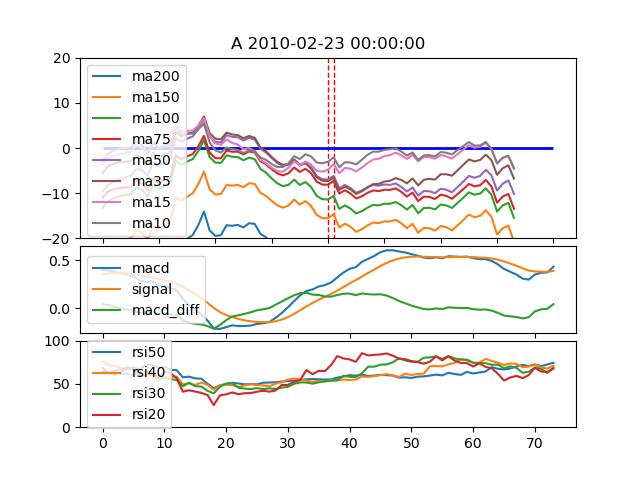 A 2010-02-23 00:00:00
20
10
0
−10
−20
ma200
ma150
ma100
ma75
ma50
ma35
ma15
ma10
0.5
0.0
macd
signal
macd_diff
100
50
0
rsi50
rsi40
rsi30
rsi20
0 10 20 30 40 50 60 70